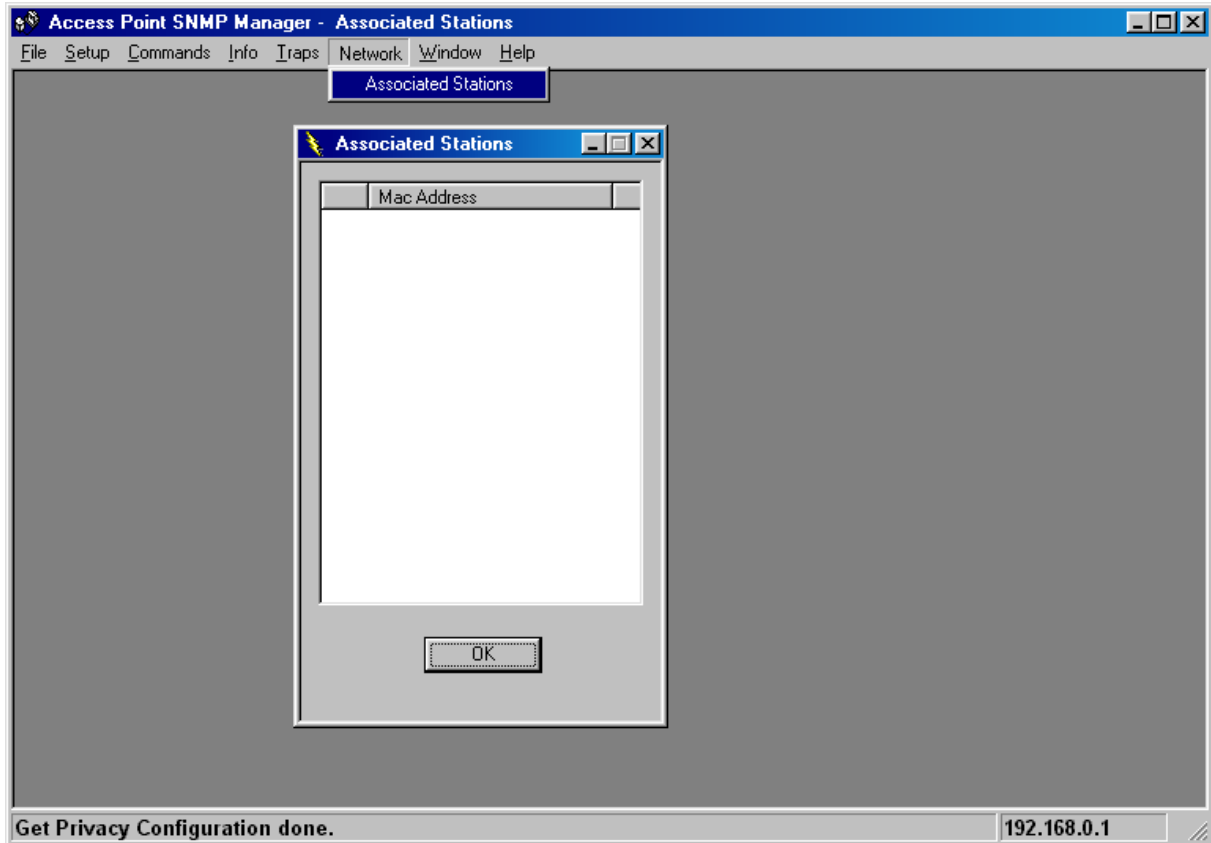 Access Point SNMP Manager - Associated Stations
File Setup Commands Info Traps Network Window Help
Associated Stations
Associated Stations
Mac Address
OK
Get Privacy Configuration done. 192.168.0.1